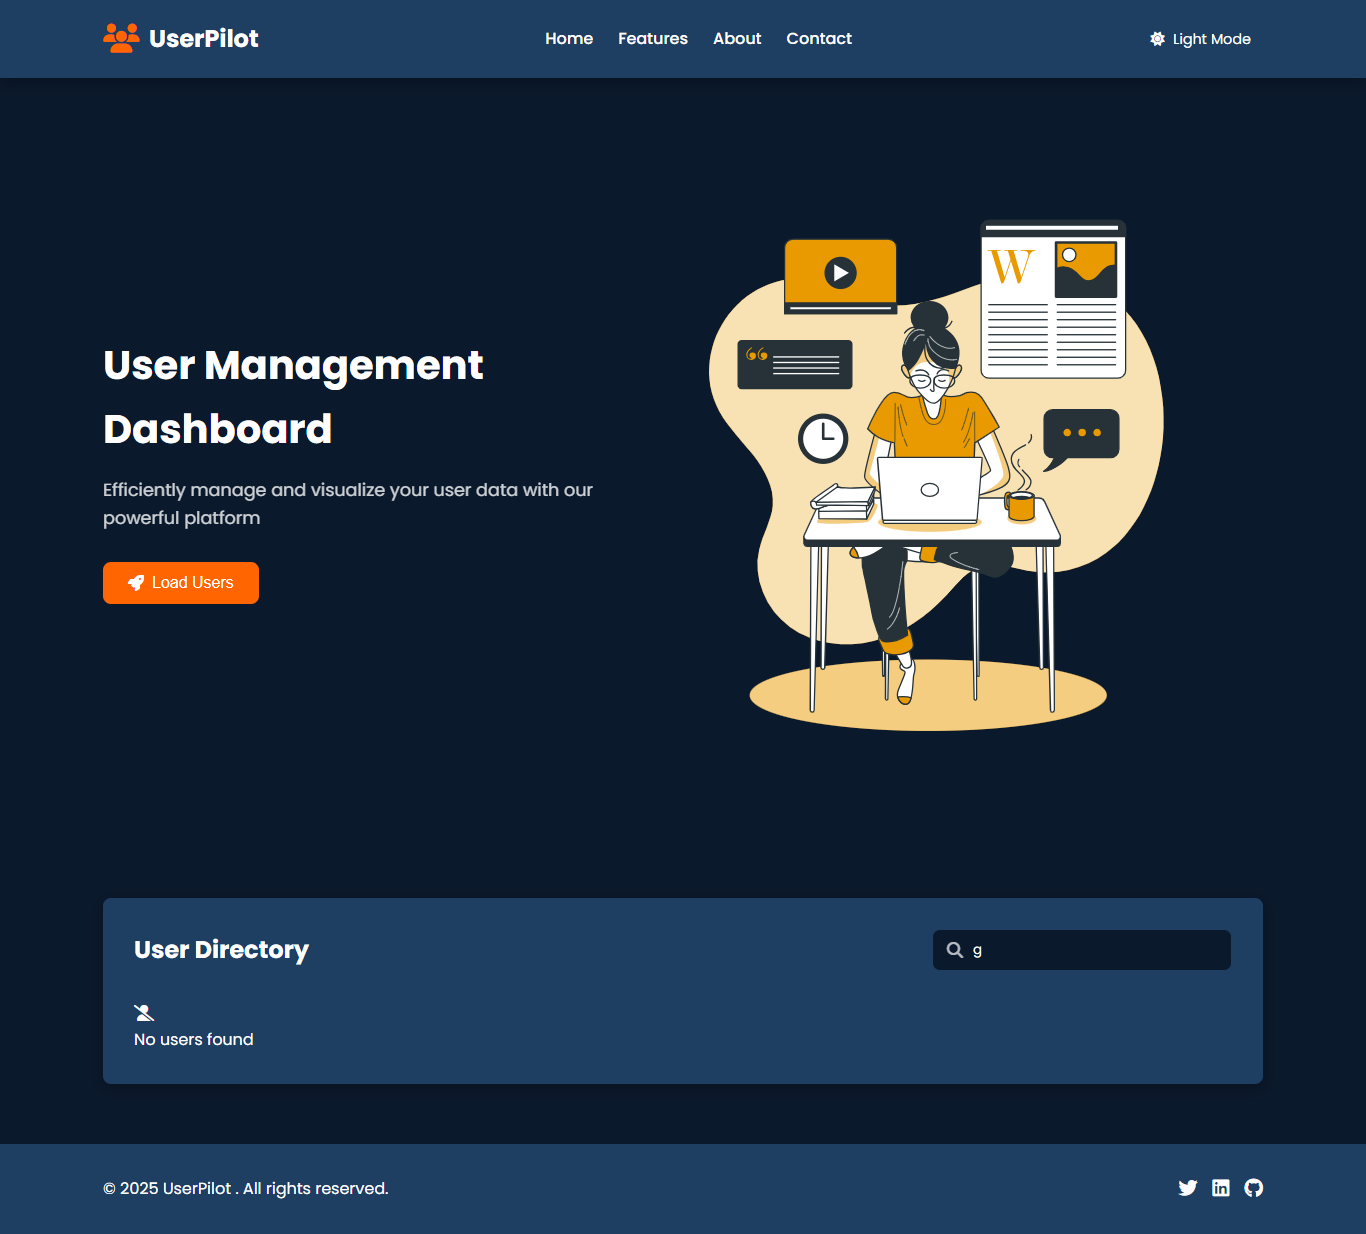 UserPilot
Home
Features
About
Contact
Light Mode
W
User Management
Dashboard
Efficiently manage and visualize your user data with our
powerful platform
Load Users
User Directory
g
No users found
© 2025 UserPilot . All rights reserved.